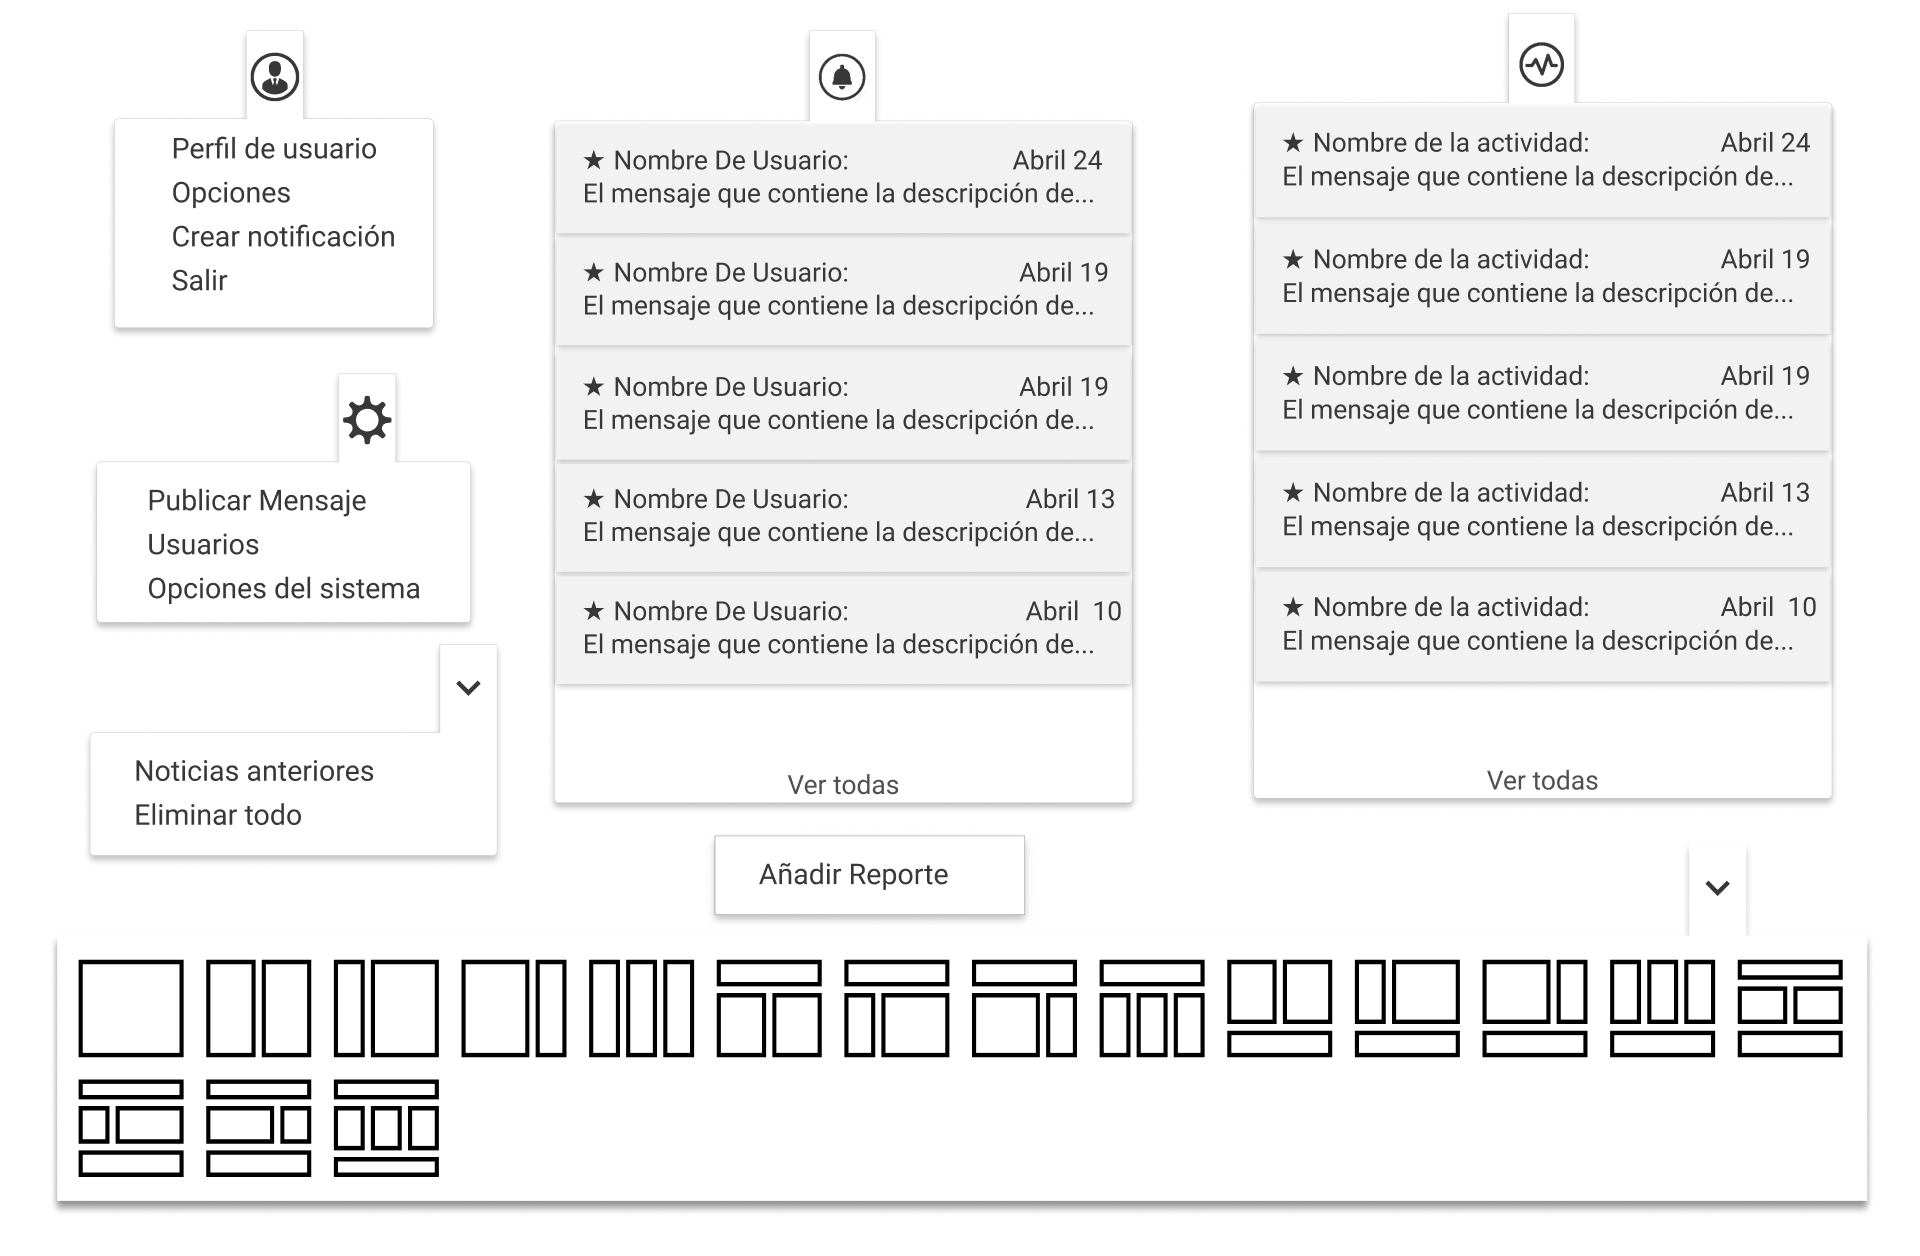 Perfil de usuario
Opciones
Crear notificación
Salir
Publicar Mensaje
Usuarios
Opciones del sistema
Noticias anteriores
Eliminar todo
★ Nombre De Usuario: Abril 24
El mensaje que contiene la descripción de...
★ Nombre De Usuario: Abril 19
El mensaje que contiene la descripción de...
★ Nombre De Usuario: Abril 19
El mensaje que contiene la descripción de...
★ Nombre De Usuario: Abril 13
El mensaje que contiene la descripción de...
★ Nombre De Usuario: Abril 10
El mensaje que contiene la descripción de...
Ver todas
Añadir Reporte
★ Nombre de la actividad: Abril 24
El mensaje que contiene la descripción de...
★ Nombre de la actividad: Abril 19
El mensaje que contiene la descripción de...
★ Nombre de la actividad: Abril 19
El mensaje que contiene la descripción de...
★ Nombre de la actividad: Abril 13
El mensaje que contiene la descripción de...
★ Nombre de la actividad: Abril 10
El mensaje que contiene la descripción de...
Ver todas